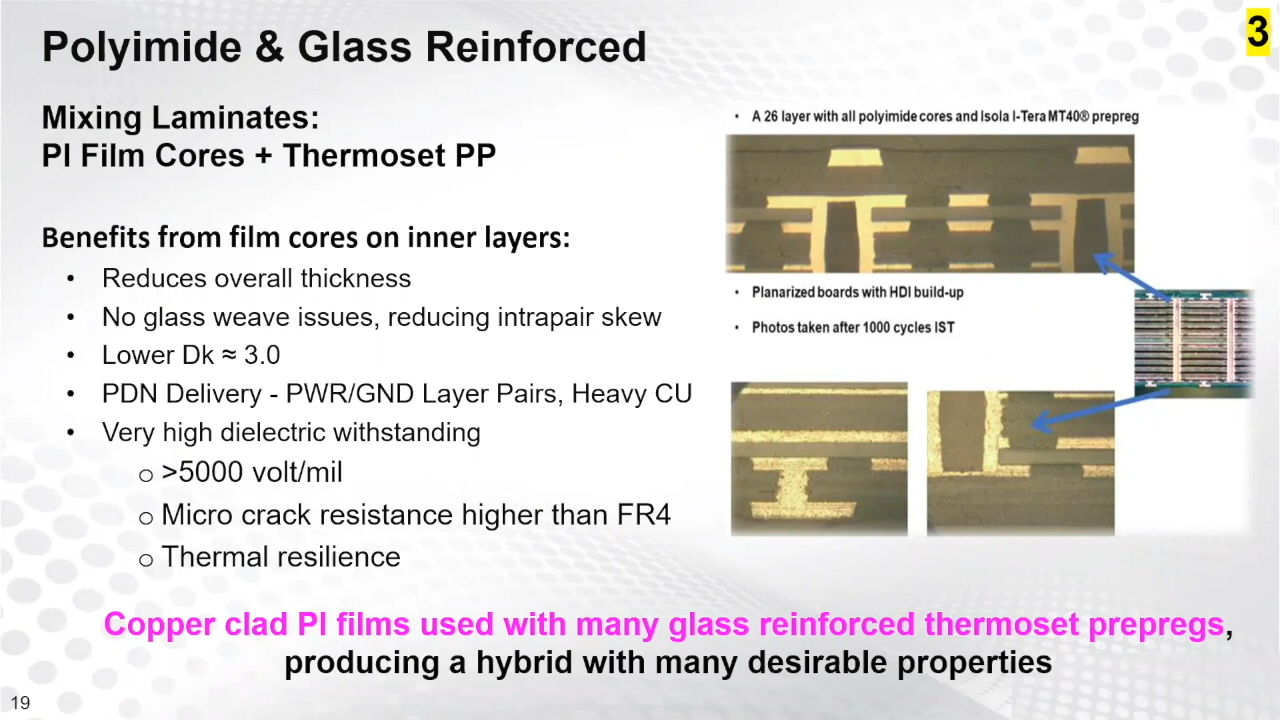 Polyimide & Glass Reinforced
3
Mixing Laminates:
PI Film Cores + Thermoset PP
Benefits from film cores on inner layers:
• Reduces overall thickness
• No glass weave issues, reducing intrapair skew
• Lower Dk ≈ 3.0
• PDN Delivery - PWR/GND Layer Pairs, Heavy CU
• Very high dielectric withstanding
o >5000 volt/mil
o Micro crack resistance higher than FR4
o Thermal resilience
• A 26 layer with all polyimide cores and Isola I-Tera MT40® prepreg
• Planarized boards with HDI build-up
• Photos taken after 1000 cycles IST
Copper clad PI films used with many glass reinforced thermoset prepregs,
producing a hybrid with many desirable properties
19